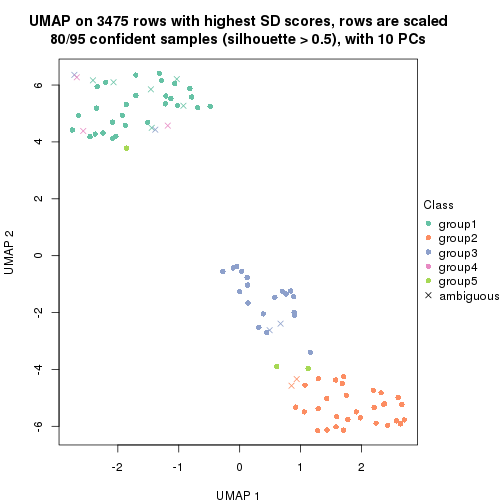 UMAP on 3475 rows with highest SD scores, rows are scaled
80/95 confident samples (silhouette > 0.5), with 10 PCs
6
4
2
0
-2
-4
-6
UMAP 2
-2
-1
0
1
2
UMAP 1
Class
group1
group2
group3
group4
group5
ambiguous